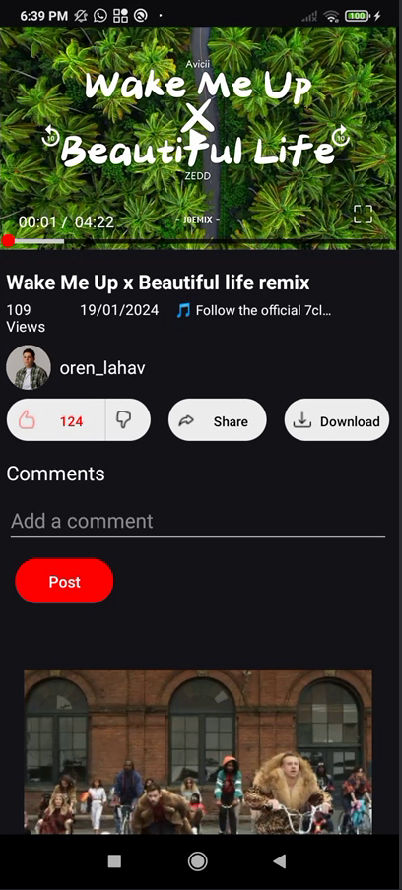 6:39 PM
100
Avicii
Wake Me Up
X
Beautiful Life
10
10
ZEDD
00:01 / 04:22
- JOEMIX -
Wake Me Up x Beautiful life remix
109 Views
19/01/2024
🎵 Follow the official 7cl...
oren_lahav
124
Share
Download
Comments
Add a comment
Post